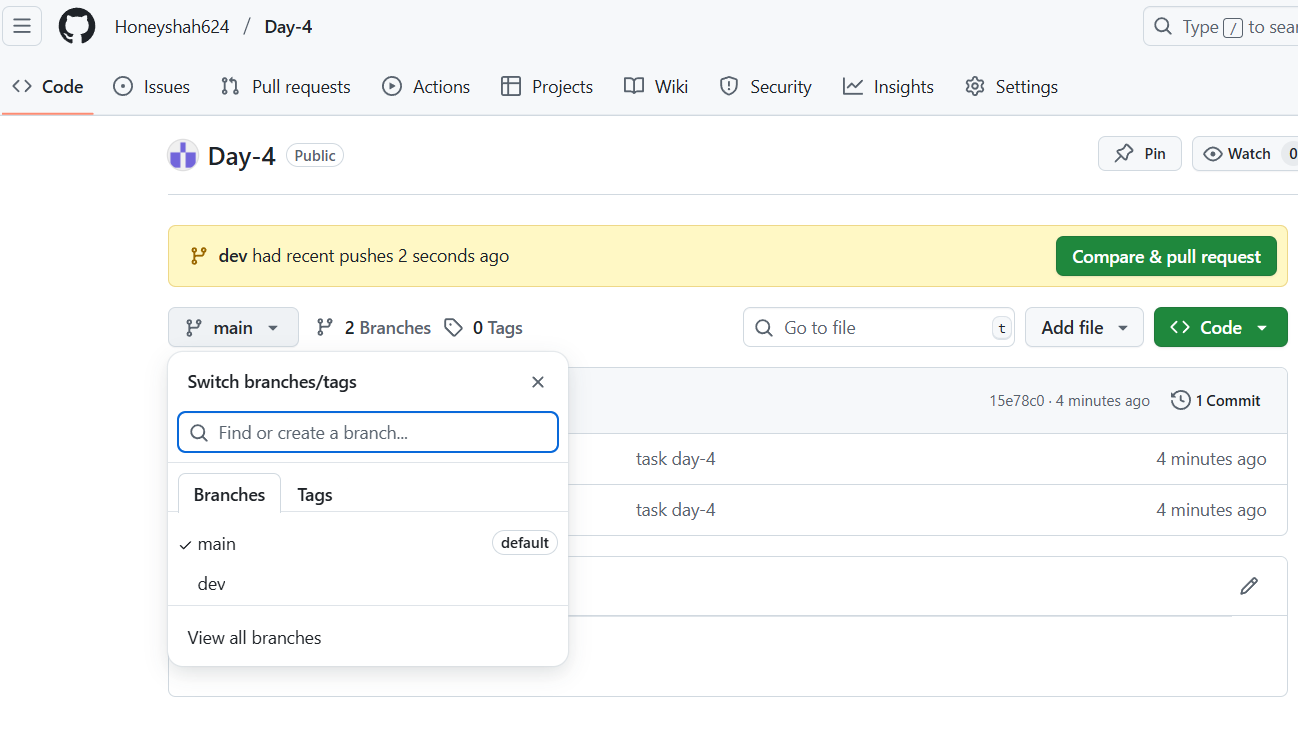 Honeyshah624 / Day-4
Type / to sear
Code Issues Pull requests Actions Projects Wiki Security Insights Settings
Day-4 Public
Pin Watch 0
dev had recent pushes 2 seconds ago
Compare & pull request
main 2 Branches 0 Tags
Go to file t Add file Code
Switch branches/tags
15e78c0 · 4 minutes ago 1 Commit
Find or create a branch...
task day-4 4 minutes ago
Branches Tags
task day-4 4 minutes ago
main default
dev
View all branches